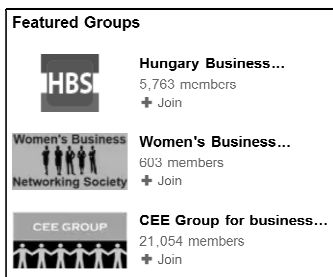 Featured Groups
HBS
Hungary Business...
5,763 members
+ Join
Women's Business
Networking Society
Women's Business...
603 members
+ Join
CEE GROUP
CEE Group for business...
21,054 members
+ Join